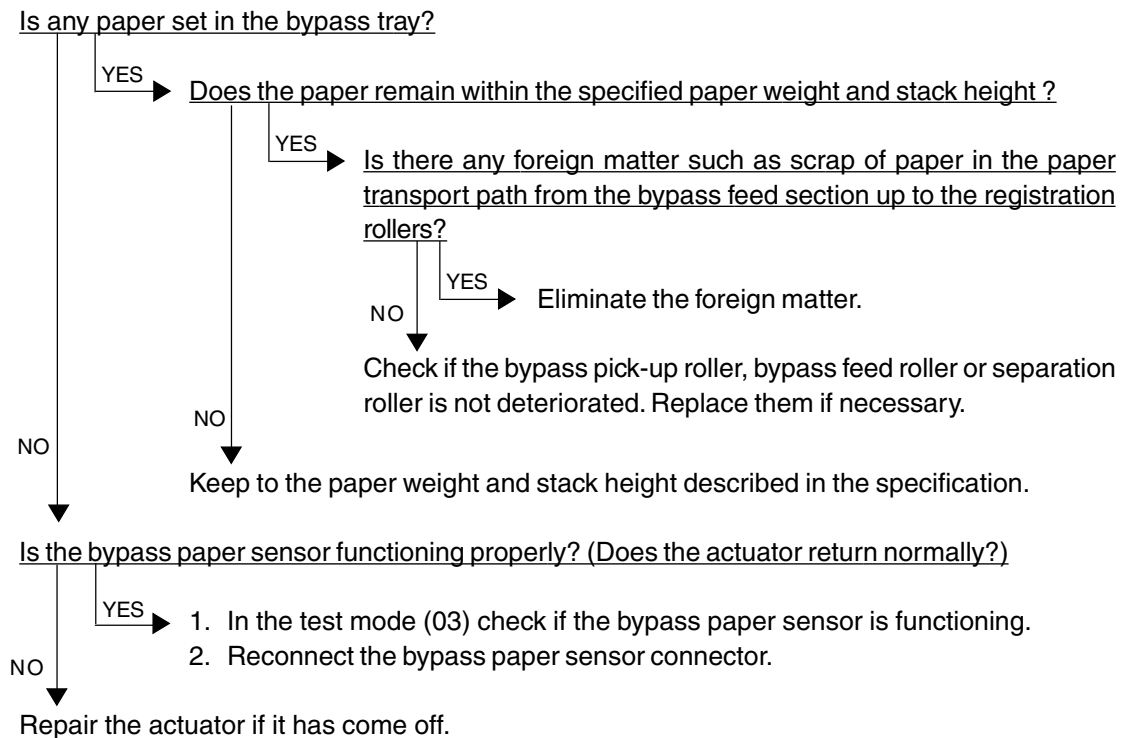 Is any paper set in the bypass tray?
YES
Does the paper remain within the specified paper weight and stack height ?
YES
Is there any foreign matter such as scrap of paper in the paper
transport path from the bypass feed section up to the registration
rollers?
YES
Eliminate the foreign matter.
NO
Check if the bypass pick-up roller, bypass feed roller or separation
roller is not deteriorated. Replace them if necessary.
NO
NO
Keep to the paper weight and stack height described in the specification.
Is the bypass paper sensor functioning properly? (Does the actuator return normally?)
YES
1. In the test mode (03) check if the bypass paper sensor is functioning.
2. Reconnect the bypass paper sensor connector.
NO
Repair the actuator if it has come off.